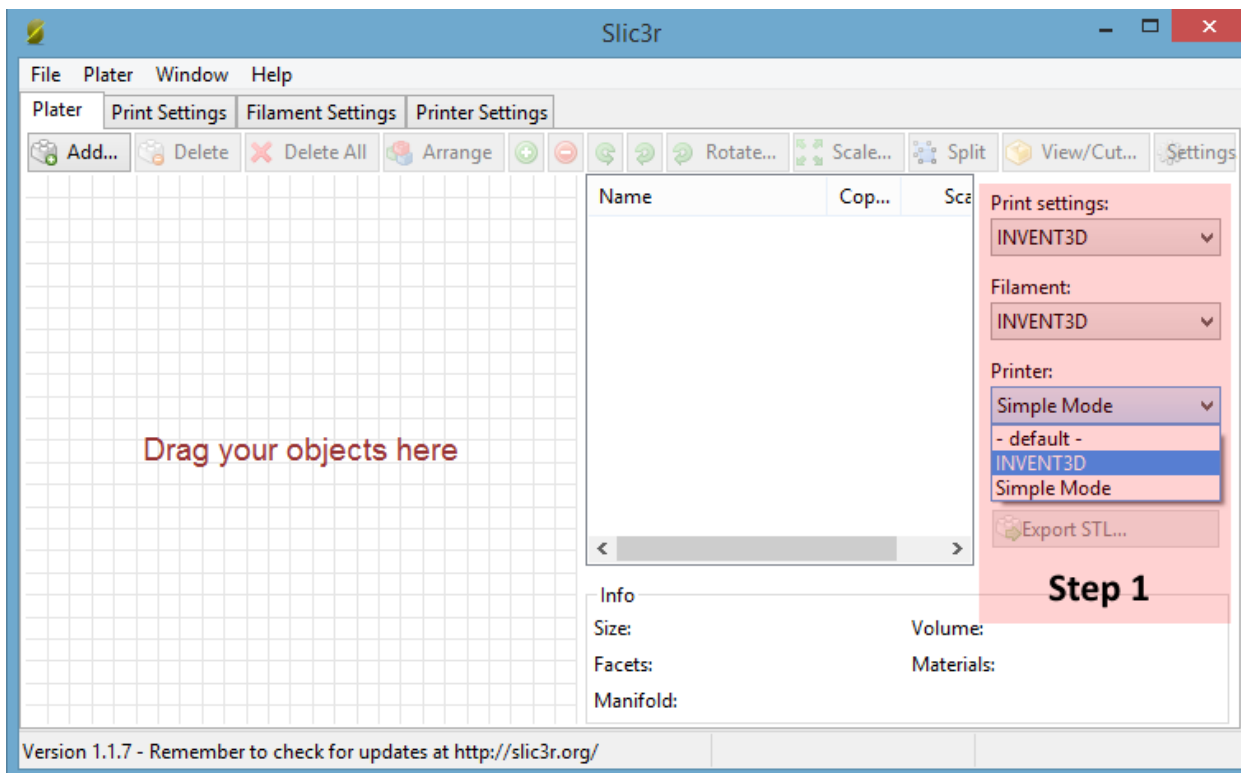 Slic3r
File Plater Window Help
Plater Print Settings Filament Settings Printer Settings
Add... Delete Delete All Arrange Rotate... Scale... Split View/Cut... Settings
Name Cop... Sca
Print settings:
INVENT3D
Filament:
INVENT3D
Printer:
Simple Mode
- default -
INVENT3D
Simple Mode
Export STL...
Step 1
Drag your objects here
Info
Size: Volume:
Facets: Materials:
Manifold:
Version 1.1.7 - Remember to check for updates at http://slic3r.org/